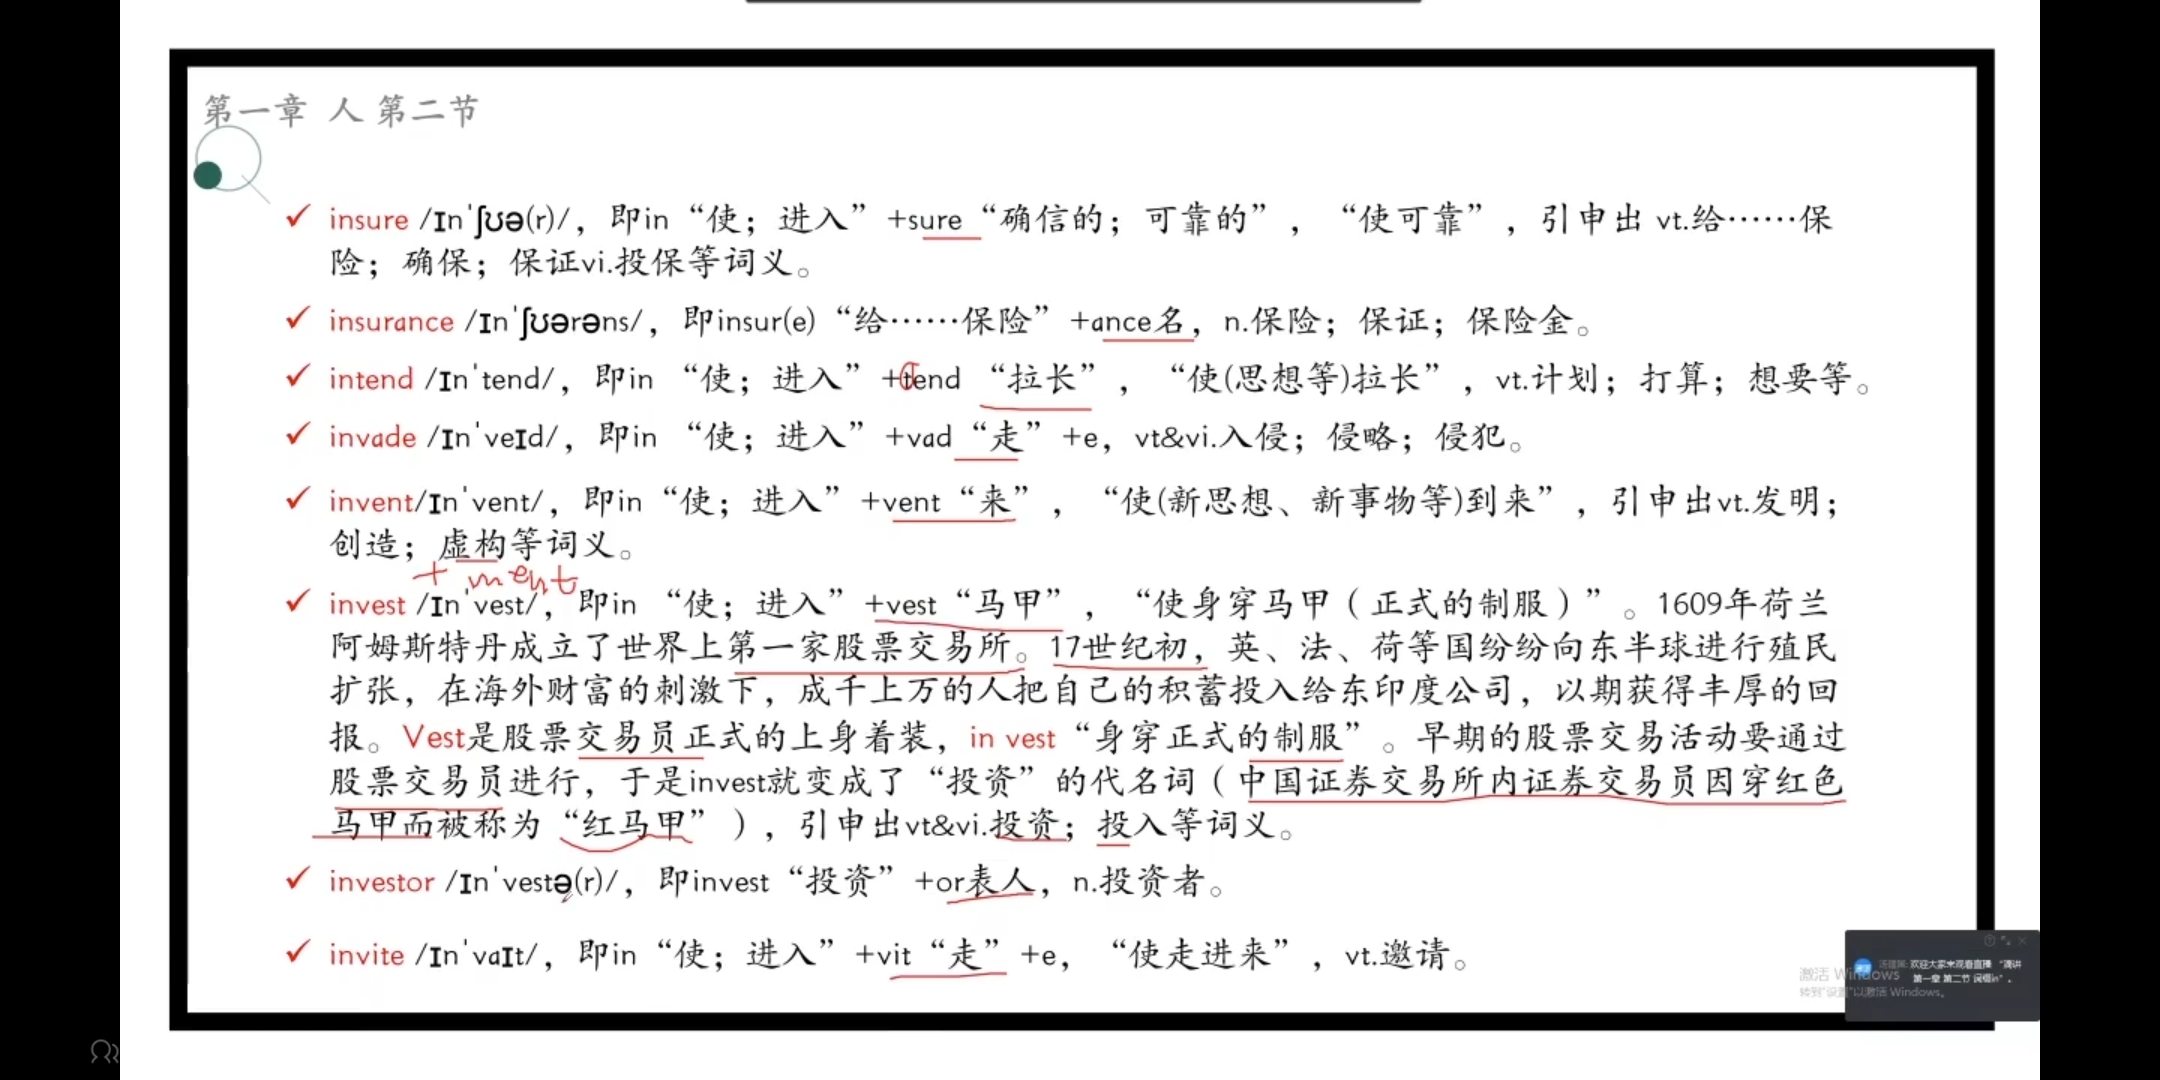 第一章 人 第二节
insure /ɪnˈʃʊə(r)/，即in“使；进入”+sure“确信的；可靠的”，“使可靠”，引申出 vt.给……保
险；确保；保证vi.投保等词义。
insurance /ɪnˈʃʊərəns/，即insur(e)“给……保险”+ance名，n.保险；保证；保险金。
intend /ɪnˈtend/，即in “使；进入”+tend “拉长”，“使(思想等)拉长”，vt.计划；打算；想要等。
invade /ɪnˈveɪd/，即in “使；进入”+vad“走”+e，vt&vi.入侵；侵略；侵犯。
invent/ɪnˈvent/，即in“使；进入”+vent“来”，“使(新思想、新事物等)到来”，引申出vt.发明；
创造；虚构等词义。
+ ment
invest /ɪnˈvest/，即in “使；进入”+vest“马甲”，“使身穿马甲（正式的制服）”。1609年荷兰
阿姆斯特丹成立了世界上第一家股票交易所。17世纪初，英、法、荷等国纷纷向东半球进行殖民
扩张，在海外财富的刺激下，成千上万的人把自己的积蓄投入给东印度公司，以期获得丰厚的回
报。Vest是股票交易员正式的上身着装，in vest“身穿正式的制服”。早期的股票交易活动要通过
股票交易员进行，于是invest就变成了“投资”的代名词（中国证券交易所内证券交易员因穿红色
马甲而被称为“红马甲”），引申出vt&vi.投资；投入等词义。
investor /ɪnˈvestə(r)/，即invest“投资”+or表人，n.投资者。
invite /ɪnˈvaɪt/，即in“使；进入”+vit“走”+e，“使走进来”，vt.邀请。
激活 Windows
转到"设置"以激活 Windows。
欢迎大家来观看直播
第一章 第二节